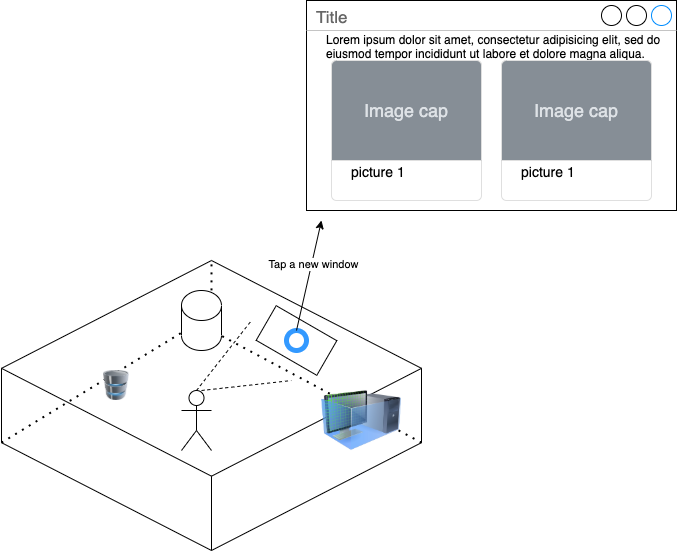 Title
Lorem ipsum dolor sit amet, consectetur adipisicing elit, sed do
eiusmod tempor incididunt ut labore et dolore magna aliqua.
Image cap
Image cap
picture 1
picture 1
Tap a new window